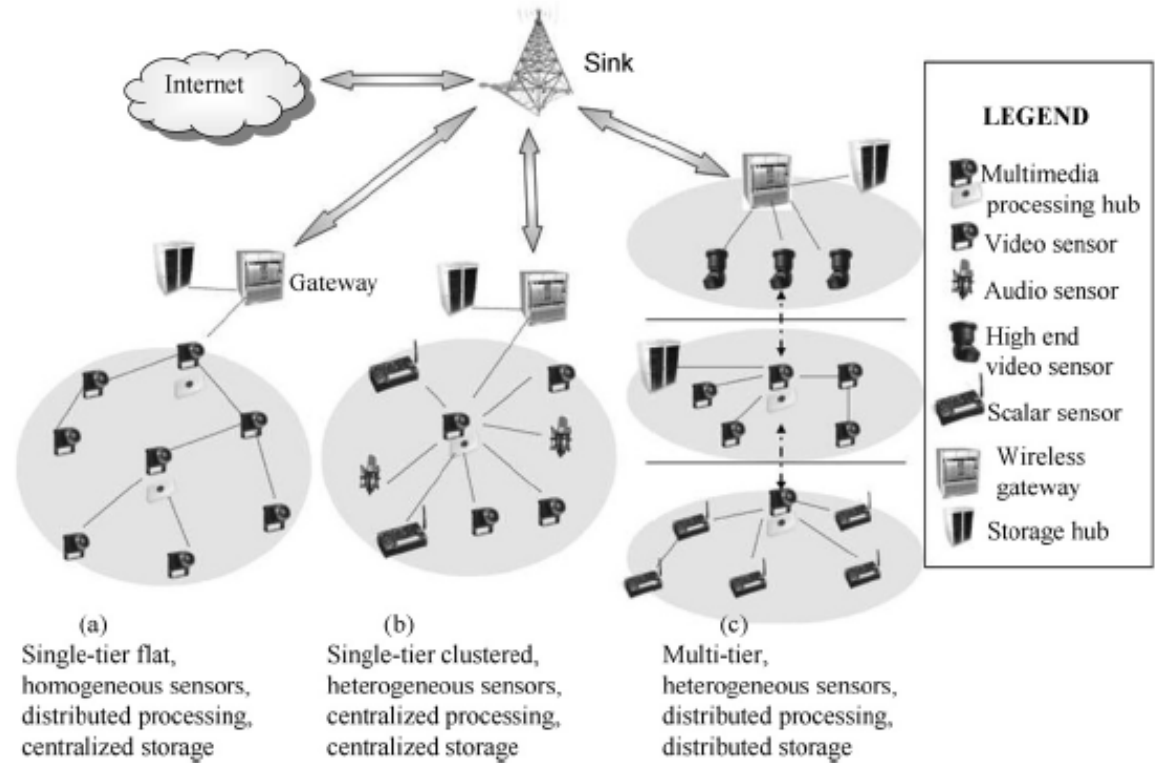 Internet
Sink
Gateway
LEGEND
Multimedia
processing hub
Video sensor
Audio sensor
High end
video sensor
Scalar sensor
Wireless
gateway
Storage hub
(a)
Single-tier flat,
homogeneous sensors,
distributed processing,
centralized storage
(b)
Single-tier clustered,
heterogeneous sensors,
centralized processing,
centralized storage
(c)
Multi-tier,
heterogeneous sensors,
distributed processing,
distributed storage